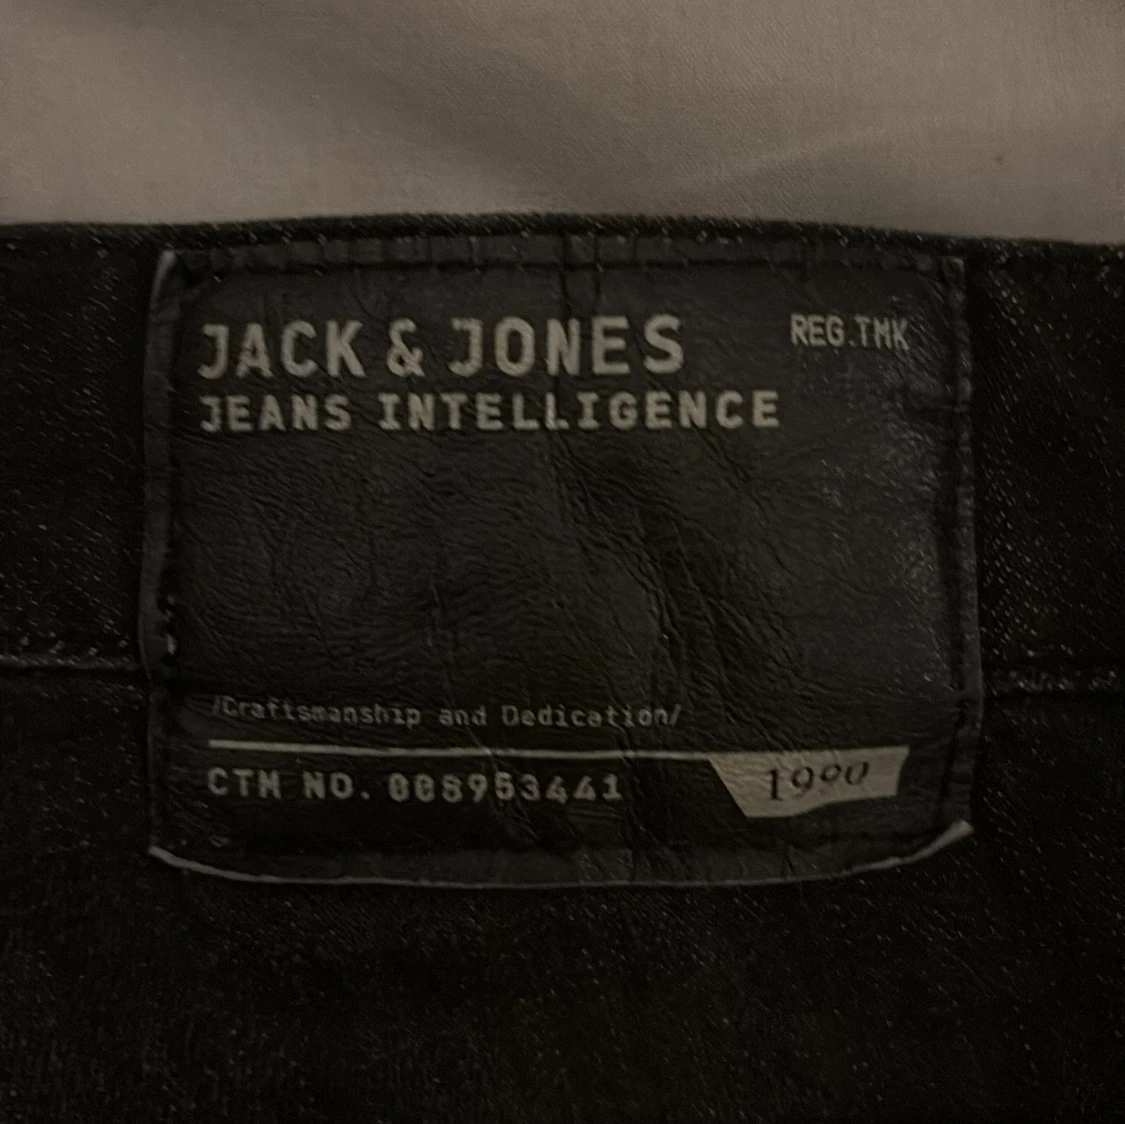 JACK & JONES
REG.TMK
JEANS INTELLIGENCE
/Craftsmanship and Dedication/
CTM NO. 008953441
1990